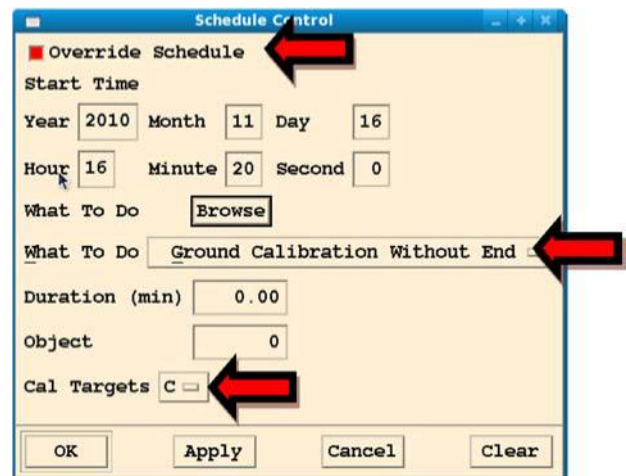 Schedule Control
Override Schedule
Start Time
Year 2010 Month 11 Day 16
Hour 16 Minute 20 Second 0
What To Do Browse
What To Do Ground Calibration Without End
Duration (min) 0.00
Object 0
Cal Targets C
OK Apply Cancel Clear